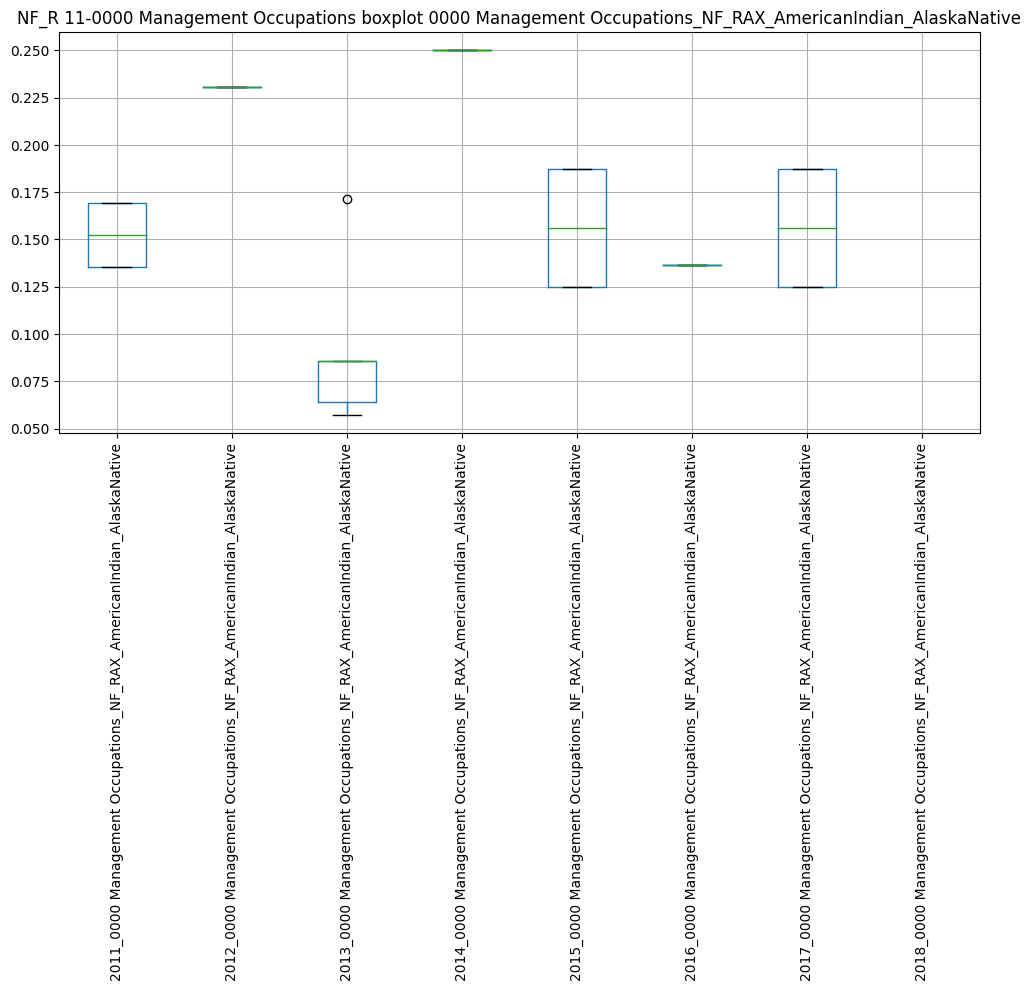 NF_R 11-0000 Management Occupations boxplot 0000 Management Occupations_NF_RAX_AmericanIndian_AlaskaNative
0.250
0.225
0.200
0.175
0.150
0.125
0.100
0.075
0.050
2011_0000 Management Occupations_NF_RAX_AmericanIndian_AlaskaNative
2012_0000 Management Occupations_NF_RAX_AmericanIndian_AlaskaNative
2013_0000 Management Occupations_NF_RAX_AmericanIndian_AlaskaNative
2014_0000 Management Occupations_NF_RAX_AmericanIndian_AlaskaNative
2015_0000 Management Occupations_NF_RAX_AmericanIndian_AlaskaNative
2016_0000 Management Occupations_NF_RAX_AmericanIndian_AlaskaNative
2017_0000 Management Occupations_NF_RAX_AmericanIndian_AlaskaNative
2018_0000 Management Occupations_NF_RAX_AmericanIndian_AlaskaNative